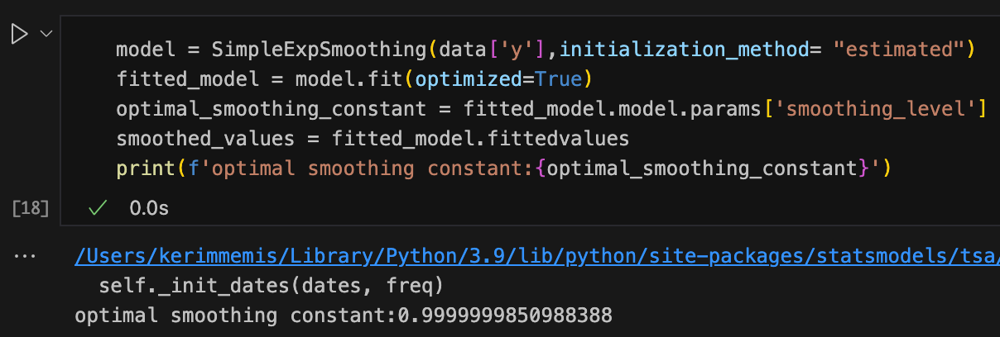 model = SimpleExpSmoothing(data['y'],initialization_method= "estimated")
fitted_model = model.fit(optimized=True)
optimal_smoothing_constant = fitted_model.model.params['smoothing_level']
smoothed_values = fitted_model.fittedvalues
print(f'optimal smoothing constant:{optimal_smoothing_constant}')
[18] 0.0s
/Users/kerimmemis/Library/Python/3.9/lib/python/site-packages/statsmodels/tsa/
self._init_dates(dates, freq)
optimal smoothing constant:0.9999999850988388